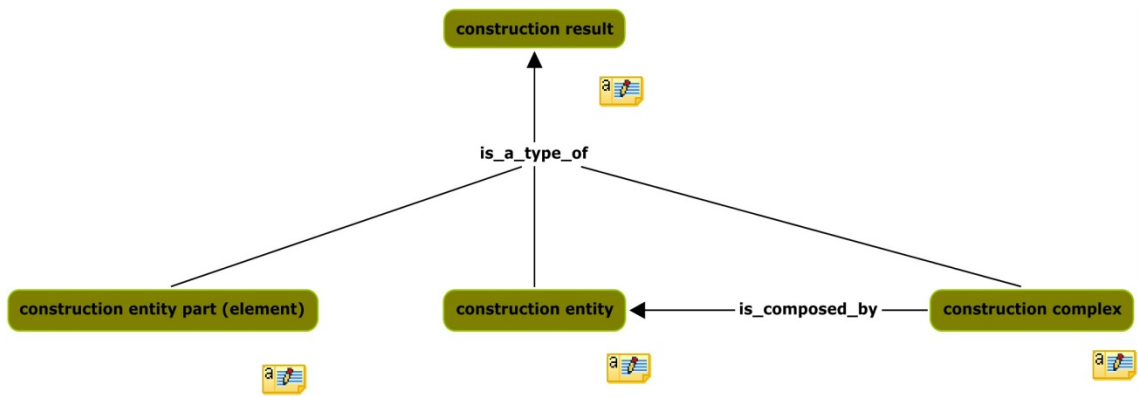 construction result
a
is_a_type_of
construction entity part (element)
construction entity
is_composed_by
construction complex
a
a
a